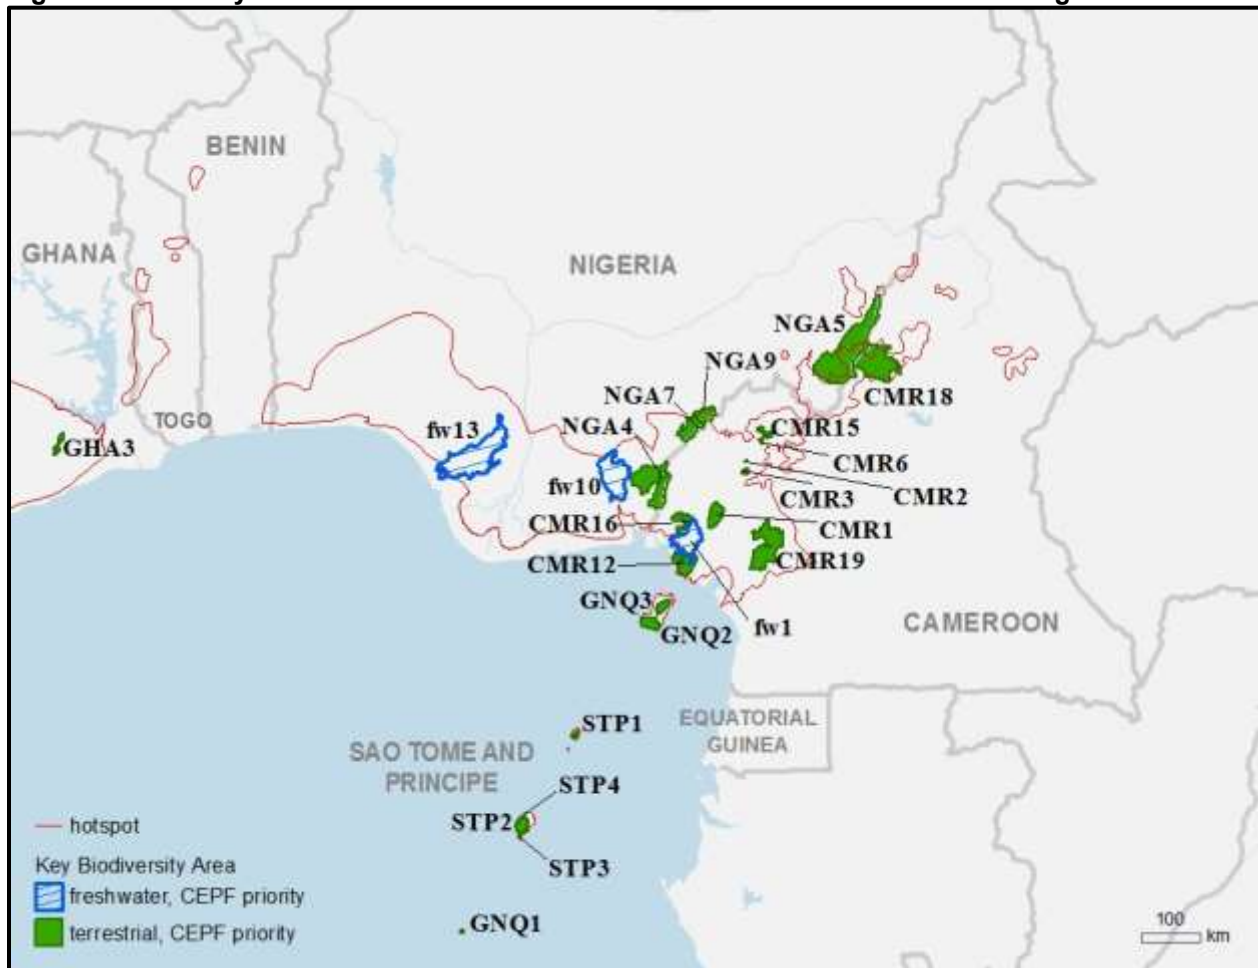 BENIN
GHANA
NIGERIA
NGA5
NGA9
NGA7
CMR18
NGA4
TOGO
fw13
CMR15
GHA3
CMR6
fw10
CMR3
CMR2
CMR16
CMR1
CMR12
CMR19
GNQ3
fw1
CAMEROON
GNQ2
STP1
EQUATORIAL
GUINEA
SAO TOME AND
PRINCIPE
STP4
STP2
hotspot
STP3
Key Biodiversity Area
freshwater, CEPF priority
GNQ1
terrestrial, CEPF priority
100
km